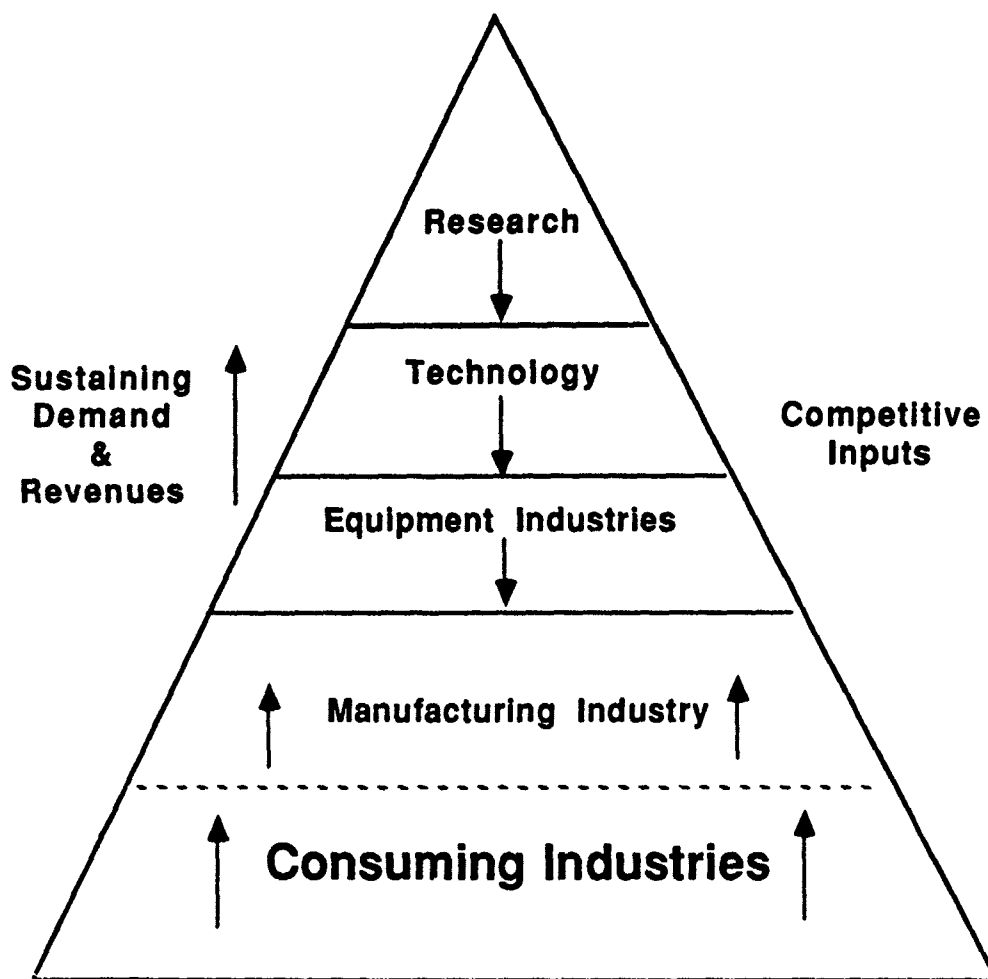 Research
Technology
Sustaining
Demand
&
Revenues
Competitive
Inputs
Equipment Industries
Manufacturing Industry
Consuming Industries